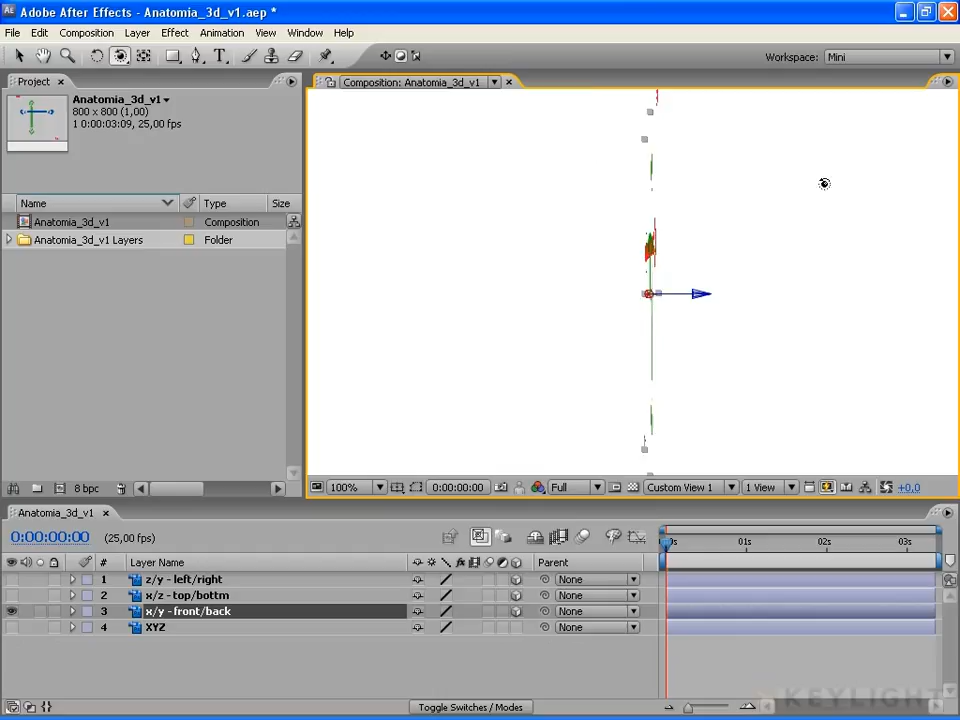 Adobe After Effects - Anatomia_3d_v1.aep *
File Edit Composition Layer Effect Animation View Window Help
Workspace: Mini
Project
Composition: Anatomia_3d_v1
Anatomia_3d_v1
800 x 800 (1,00)
Δ 0:00:03:09, 25,00 fps
Name Type Size
Anatomia_3d_v1 Composition
Anatomia_3d_v1 Layers Folder
8 bpc
100% 0:00:00:00 Full Custom View 1 1 View +0,0
Anatomia_3d_v1
0:00:00:00 (25,00 fps)
01s 02s 03s
# Layer Name Parent
1 z/y - left/right None
2 x/z - top/bottm None
3 x/y - front/back None
4 XYZ None
Toggle Switches / Modes
KEYLIGHT